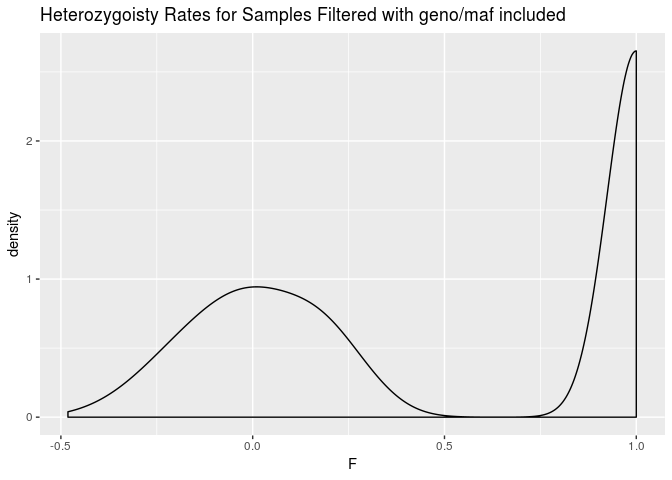 Heterozygoisty Rates for Samples Filtered with geno/maf included
2
1
0
density
-0.5 0.0 0.5 1.0
F